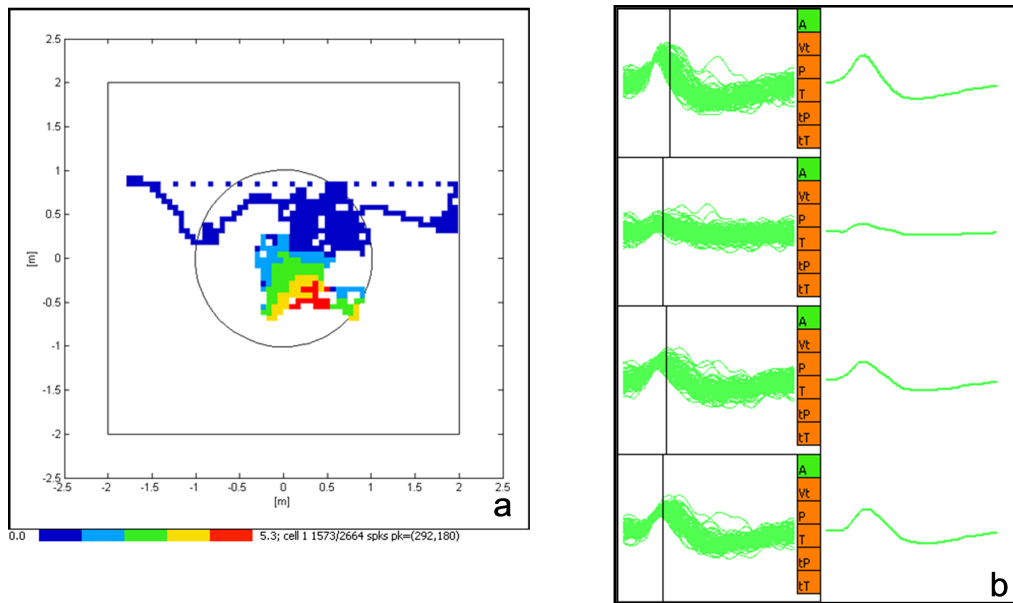 2.5
2
1.5
1
0.5
0
-0.5
-1
-1.5
-2
-2.5
[m]
-2.5 -2 -1.5 -1 -0.5 0 0.5 1 1.5 2 2.5
[m]
a
0.0 5.3; cell 1 1573/2664 spks pk=(292,180)
A
Vt
P
T
tP
tT
A
Vt
P
T
tP
tT
A
Vt
P
T
tP
tT
A
Vt
P
T
tP
tT
b